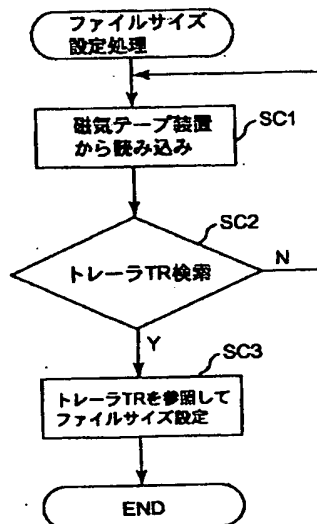 ファイルサイズ
設定処理
磁気テープ装置
から読み込み
SC1
トレーラTR検索
SC2
N
Y
トレーラTRを参照して
ファイルサイズ設定
SC3
END